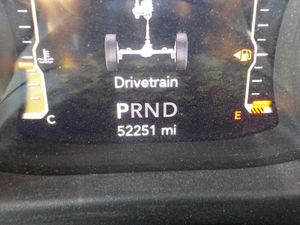 Drivetrain
PRND
C
52251 mi
E